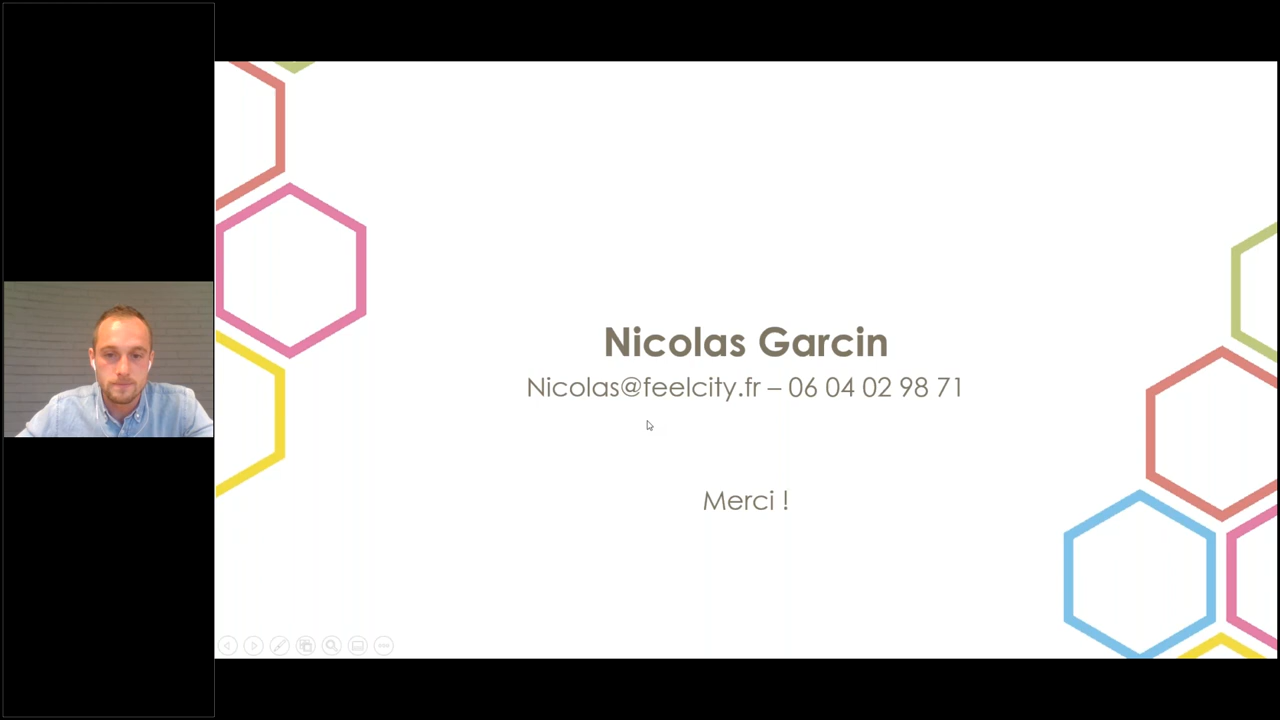 Nicolas Garcin
Nicolas@feelcity.fr – 06 04 02 98 71
Merci !